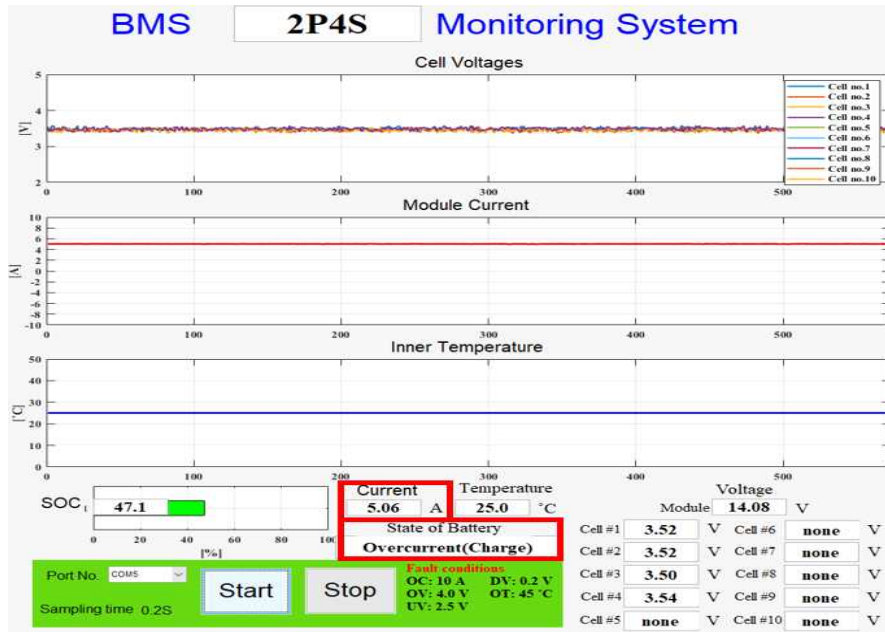 BMS 2P4S Monitoring System
Cell Voltages
5
4
3
2
[V]
0 100 200 300 400 500
Cell no.1
Cell no.2
Cell no.3
Cell no.4
Cell no.5
Cell no.6
Cell no.7
Cell no.8
Cell no.9
Cell no.10
Module Current
10
8
6
4
2
0
-2
-4
-6
-8
-10
[A]
0 100 200 300 400 500
Inner Temperature
50
40
30
20
10
0
[°C]
0 100 200 300 400 500
SOC 47.1
0 20 40 60 80 100
[%]
Current
5.06 A
Temperature
25.0 °C
Voltage
Module 14.08 V
State of Battery
Overcurrent(Charge)
Cell #1 3.52 V Cell #6 none V
Cell #2 3.52 V Cell #7 none V
Cell #3 3.50 V Cell #8 none V
Cell #4 3.54 V Cell #9 none V
Cell #5 none V Cell #10 none V
Port No. COM5
Sampling time 0.2S
Start
Stop
Fault conditions
OC: 10 A DV: 0.2 V
OV: 4.0 V OT: 45 °C
UV: 2.5 V